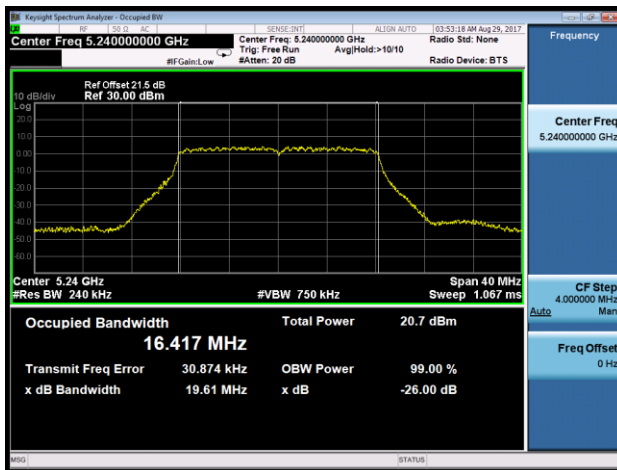 Keysight Spectrum Analyzer - Occupied BW
RF 50 Ω AC SENSE:INT ALIGN AUTO 03:53:18 AM Aug 29, 2017
Center Freq 5.240000000 GHz
Center Freq: 5.240000000 GHz
Radio Std: None
Trig: Free Run Avg|Hold:>10/10
#IFGain:Low
#Atten: 20 dB
Radio Device: BTS
Frequency
Ref Offset 21.5 dB
10 dB/div Ref 30.00 dBm
Log
20.0
10.0
0.00
-10.0
-20.0
-30.0
-40.0
-50.0
-60.0
Center Freq
5.240000000 GHz
Center 5.24 GHz Span 40 MHz
#Res BW 240 kHz #VBW 750 kHz Sweep 1.067 ms
CF Step
4.000000 MHz
Auto Man
Occupied Bandwidth Total Power 20.7 dBm
16.417 MHz
Transmit Freq Error 30.874 kHz OBW Power 99.00 %
x dB Bandwidth 19.61 MHz x dB -26.00 dB
Freq Offset
0 Hz
MSG STATUS